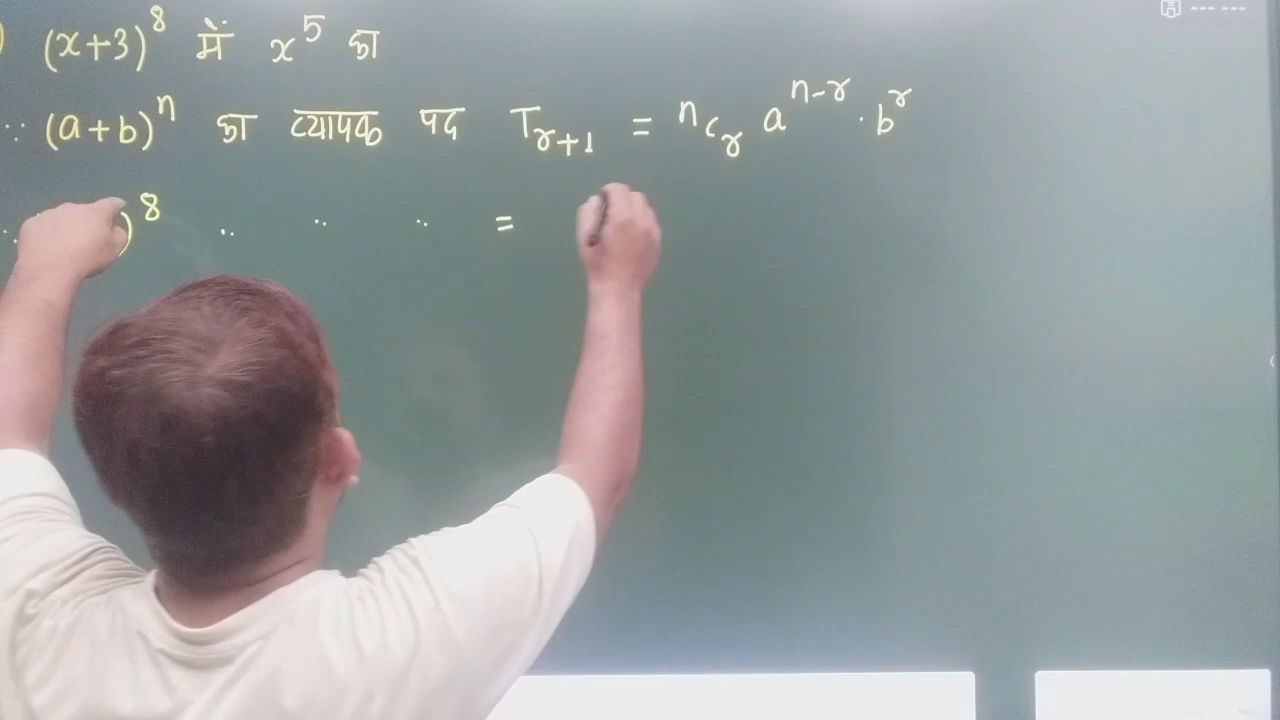 (x+3)^8 में x^5 का
∵ (a+b)^n का व्यापक पद T_{r+1} = ^nC_r a^{n-r} · b^r
)^8 .. .. .. =